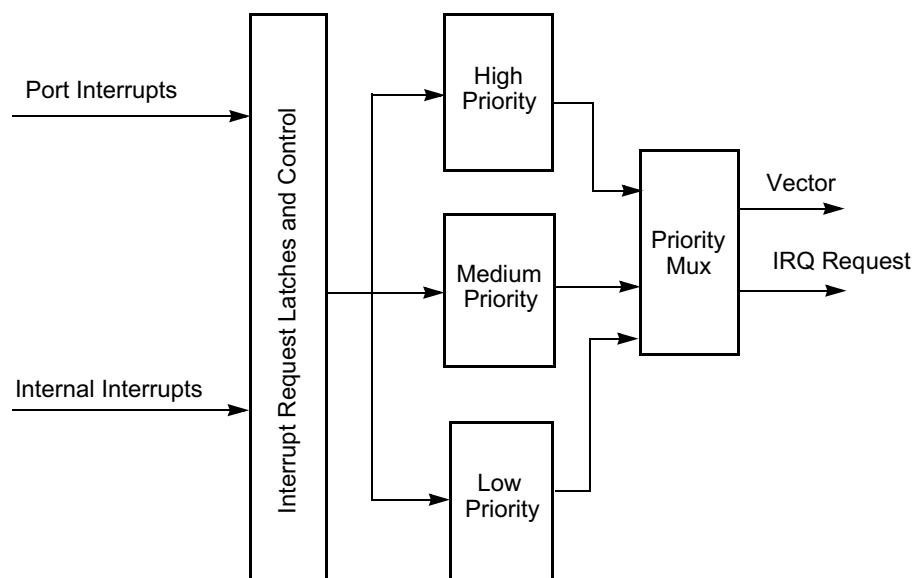 Port Interrupts
Internal Interrupts
Interrupt Request Latches and Control
High
Priority
Medium
Priority
Low
Priority
Priority
Mux
Vector
IRQ Request